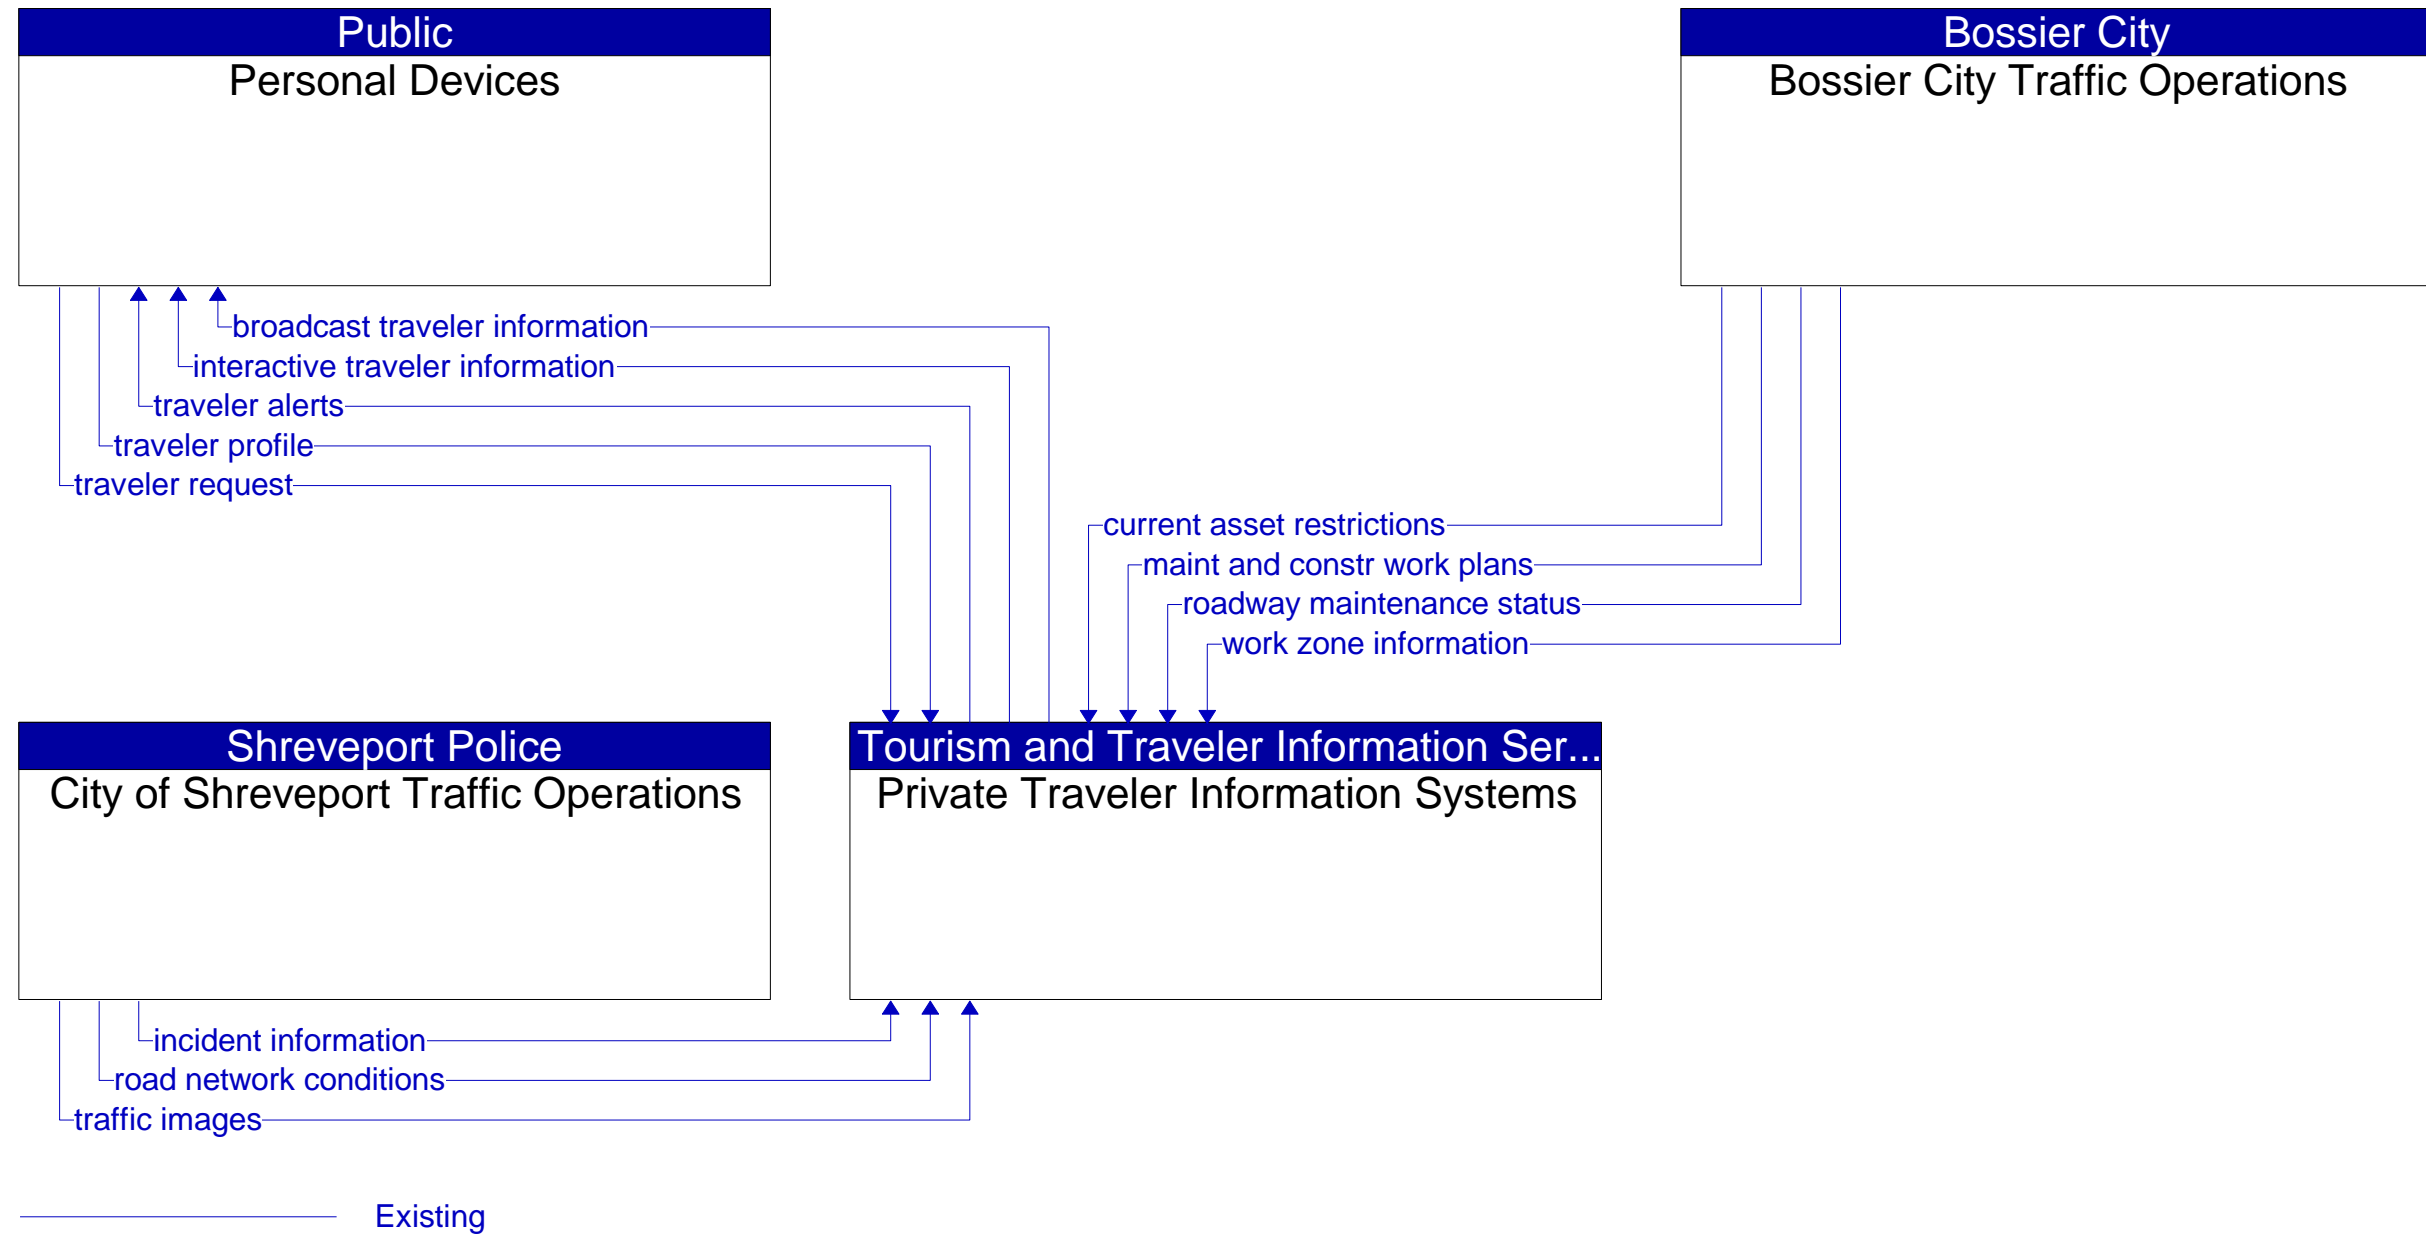 Public
Personal Devices
Bossier City
Bossier City Traffic Operations
broadcast traveler information
interactive traveler information
traveler alerts
traveler profile
traveler request
current asset restrictions
maint and constr work plans
roadway maintenance status
work zone information
Shreveport Police
City of Shreveport Traffic Operations
Tourism and Traveler Information Ser...
Private Traveler Information Systems
incident information
road network conditions
traffic images
Existing